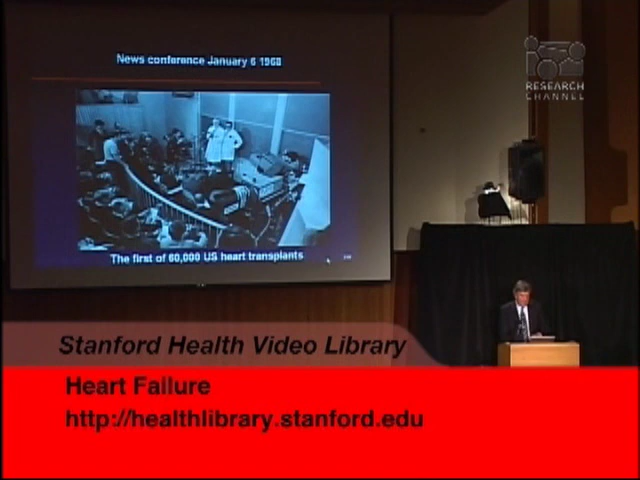 News conference January 6 1968
RESEARCH
CHANNEL
The first of 60,000 US heart transplants
Stanford Health Video Library
Heart Failure
http://healthlibrary.stanford.edu